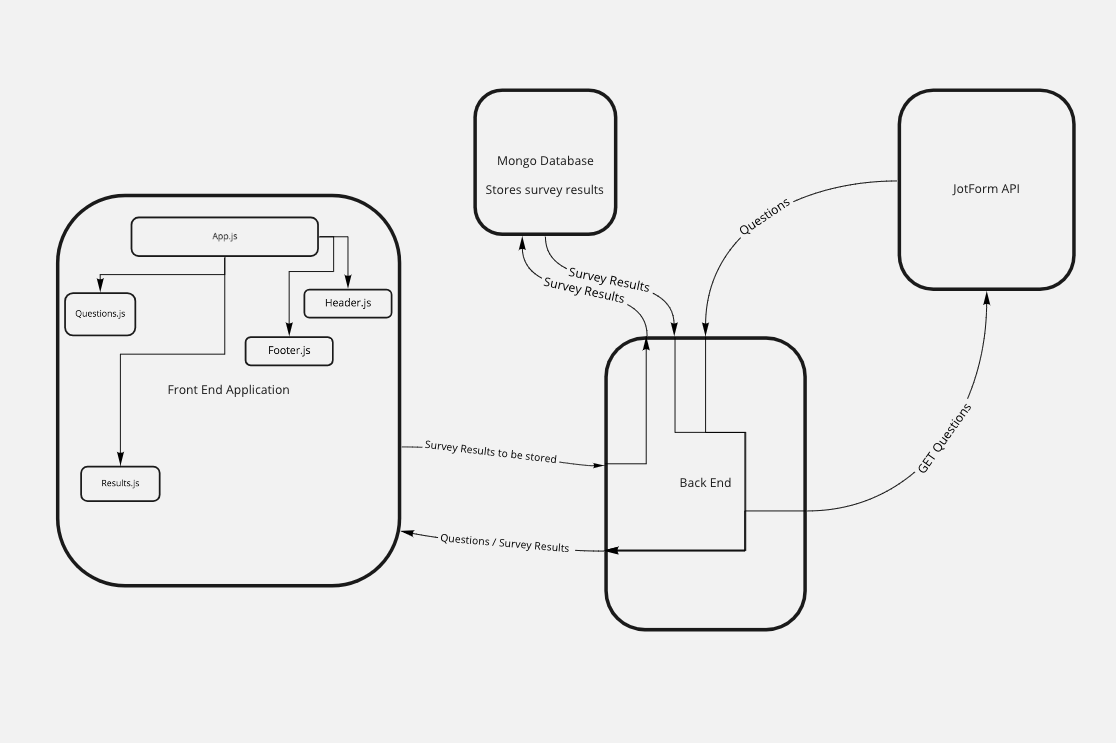 Mongo Database
Stores survey results
JotForm API
Questions
App.js
Survey Results
Survey Results
Header.js
Questions.js
Footer.js
Front End Application
GET Questions
Survey Results to be stored
Results.js
Back End
Questions / Survey Results